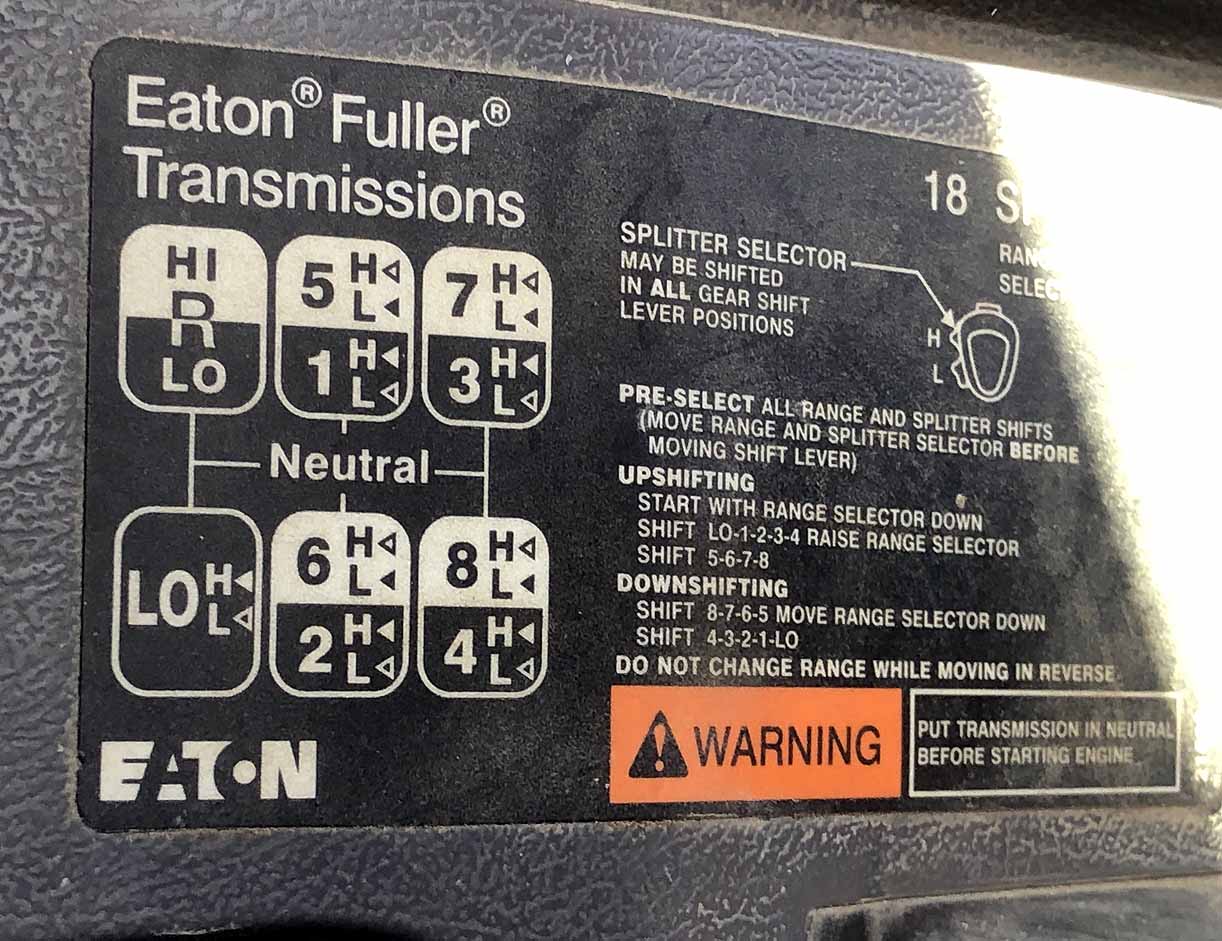 Eaton® Fuller®
Transmissions
HI
R
LO
5 H
L
1 H
L
7 H
L
3 H
L
Neutral
LO H
L
6 H
L
2 H
L
8 H
L
4 H
L
EATON
18
SPLITTER SELECTOR
MAY BE SHIFTED
IN ALL GEAR SHIFT
LEVER POSITIONS
H
L
PRE-SELECT ALL RANGE AND SPLITTER SHIFTS
(MOVE RANGE AND SPLITTER SELECTOR BEFORE
MOVING SHIFT LEVER)
UPSHIFTING
START WITH RANGE SELECTOR DOWN
SHIFT LO-1-2-3-4 RAISE RANGE SELECTOR
SHIFT 5-6-7-8
DOWNSHIFTING
SHIFT 8-7-6-5 MOVE RANGE SELECTOR DOWN
SHIFT 4-3-2-1-LO
DO NOT CHANGE RANGE WHILE MOVING IN REVERSE.
WARNING
PUT TRANSMISSION IN NEUTRAL
BEFORE STARTING ENGINE